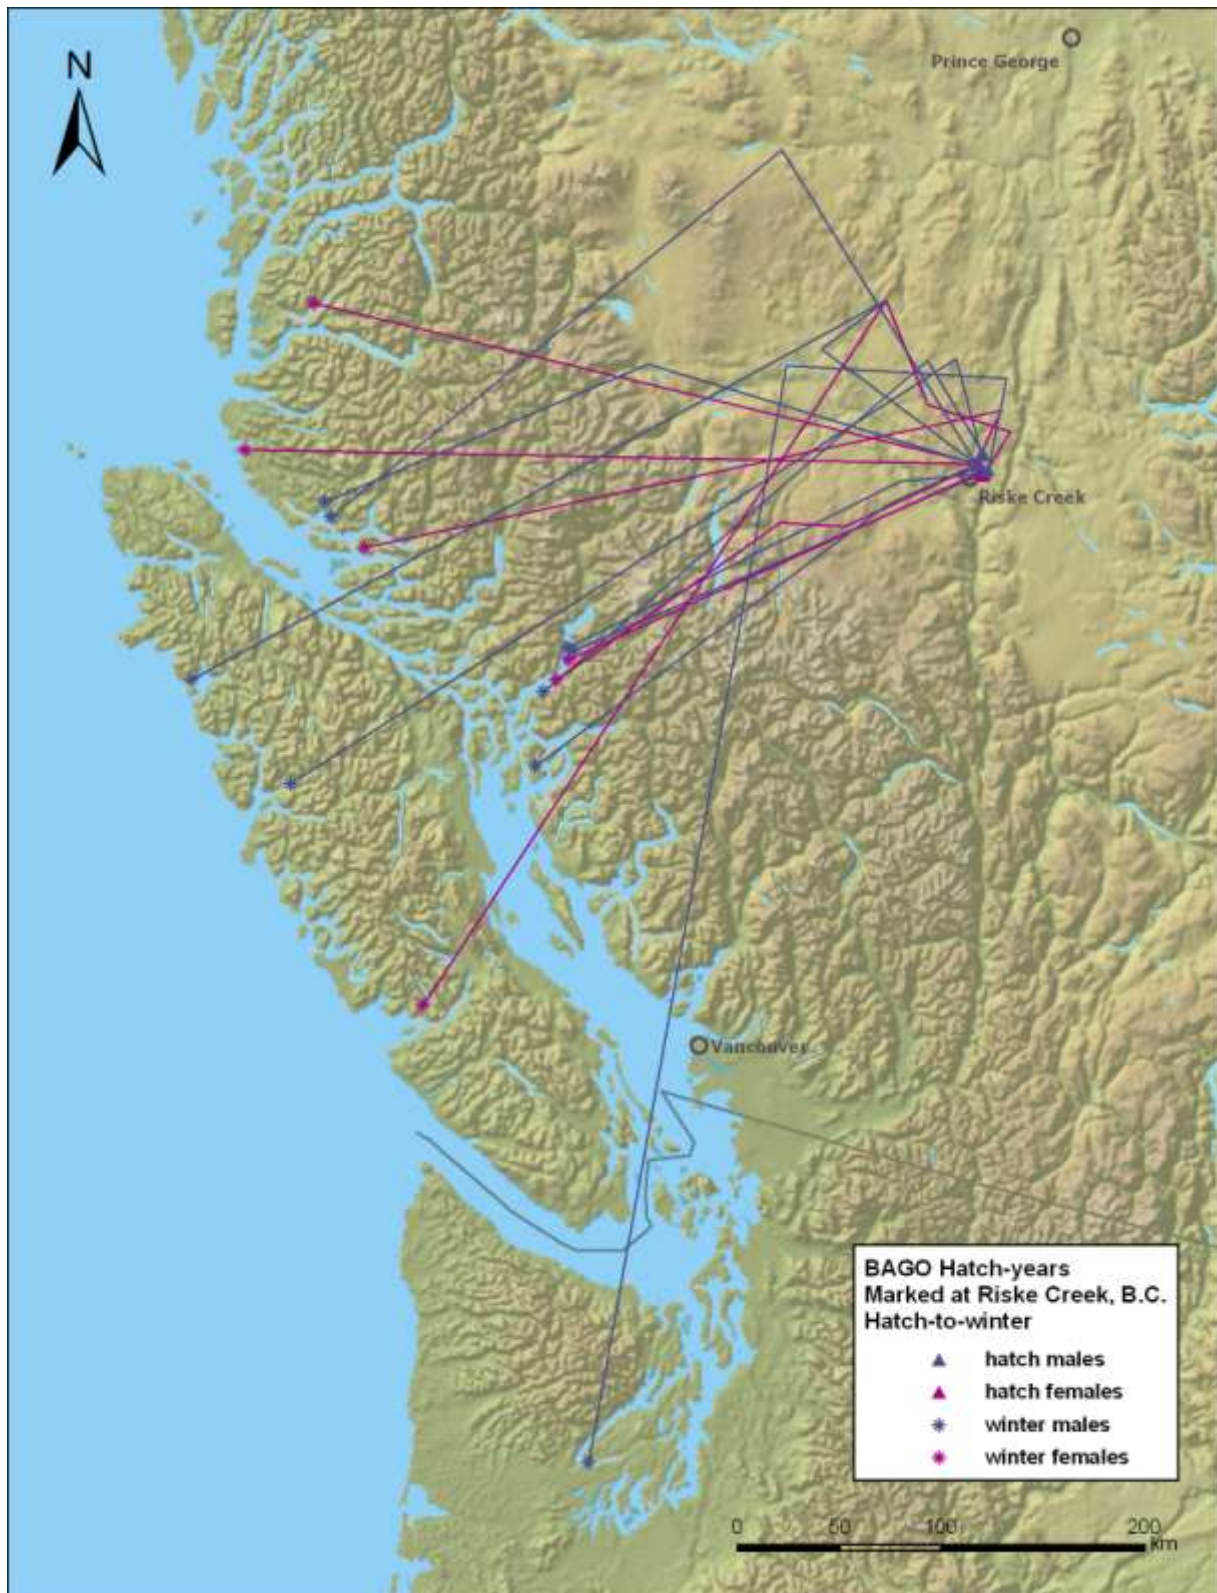 N
Prince George
Riske Creek
Vancouver
BAGO Hatch-years
Marked at Riske Creek, B.C.
Hatch-to-winter
hatch males
hatch females
winter males
winter females
0 50 100 200
km